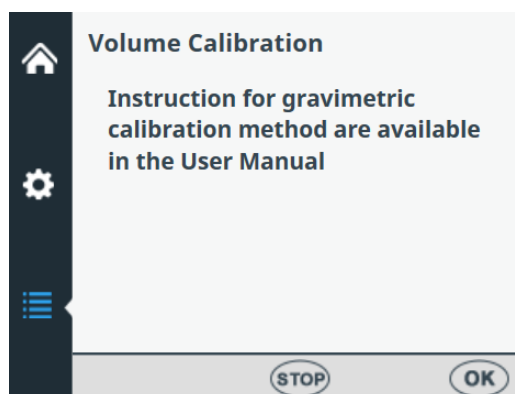 Volume Calibration
Instruction for gravimetric
calibration method are available
in the User Manual
STOP
OK